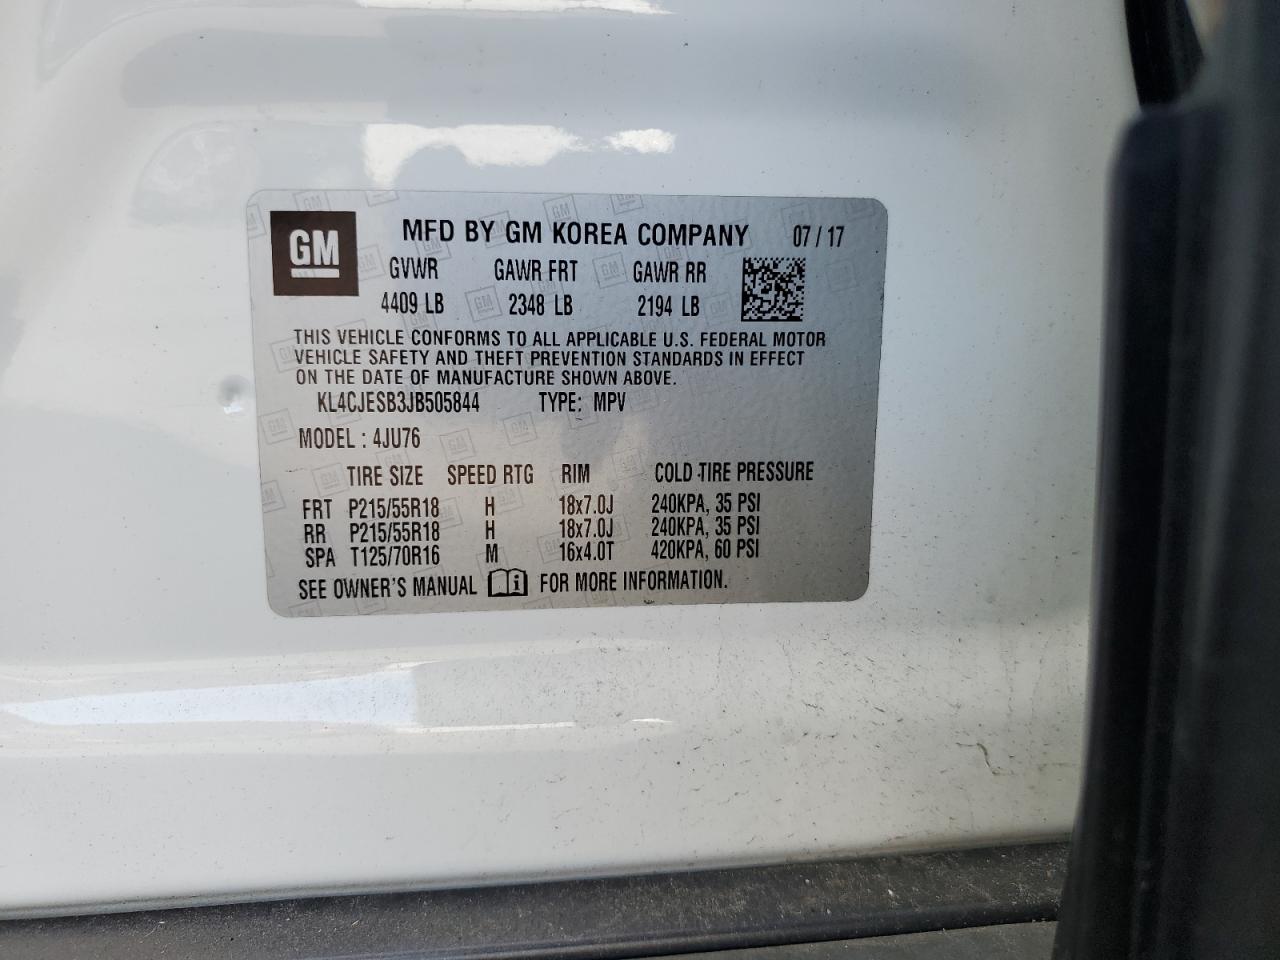 GM MFD BY GM KOREA COMPANY 07/17
GVWR GAWR FRT GAWR RR
4409 LB 2348 LB 2194 LB
THIS VEHICLE CONFORMS TO ALL APPLICABLE U.S. FEDERAL MOTOR
VEHICLE SAFETY AND THEFT PREVENTION STANDARDS IN EFFECT
ON THE DATE OF MANUFACTURE SHOWN ABOVE.
KL4CJESB3JB505844 TYPE: MPV
MODEL : 4JU76
TIRE SIZE SPEED RTG RIM COLD TIRE PRESSURE
FRT P215/55R18 H 18x7.0J 240KPA, 35 PSI
RR P215/55R18 H 18x7.0J 240KPA, 35 PSI
SPA T125/70R16 M 16x4.0T 420KPA, 60 PSI
SEE OWNER'S MANUAL i FOR MORE INFORMATION.